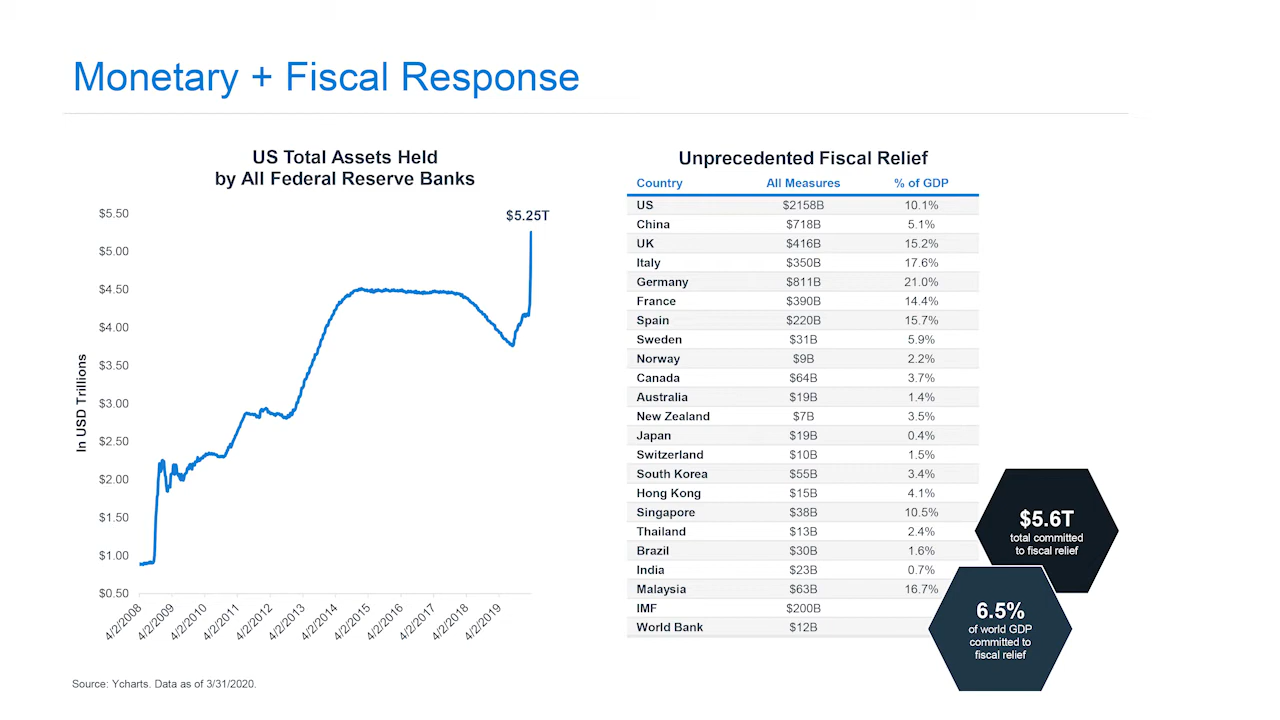 Monetary + Fiscal Response
US Total Assets Held
by All Federal Reserve Banks
In USD Trillions
$5.50
$5.00
$4.50
$4.00
$3.50
$3.00
$2.50
$2.00
$1.50
$1.00
$0.50
$5.25T
4/2/2008
4/2/2009
4/2/2010
4/2/2011
4/2/2012
4/2/2013
4/2/2014
4/2/2015
4/2/2016
4/2/2017
4/2/2018
4/2/2019
Unprecedented Fiscal Relief
Country All Measures % of GDP
US $2158B 10.1%
China $718B 5.1%
UK $416B 15.2%
Italy $350B 17.6%
Germany $811B 21.0%
France $390B 14.4%
Spain $220B 15.7%
Sweden $31B 5.9%
Norway $9B 2.2%
Canada $64B 3.7%
Australia $19B 1.4%
New Zealand $7B 3.5%
Japan $19B 0.4%
Switzerland $10B 1.5%
South Korea $55B 3.4%
Hong Kong $15B 4.1%
Singapore $38B 10.5%
Thailand $13B 2.4%
Brazil $30B 1.6%
India $23B 0.7%
Malaysia $63B 16.7%
IMF $200B
World Bank $12B
$5.6T
total committed
to fiscal relief
6.5%
of world GDP
committed to
fiscal relief
Source: Ycharts. Data as of 3/31/2020.